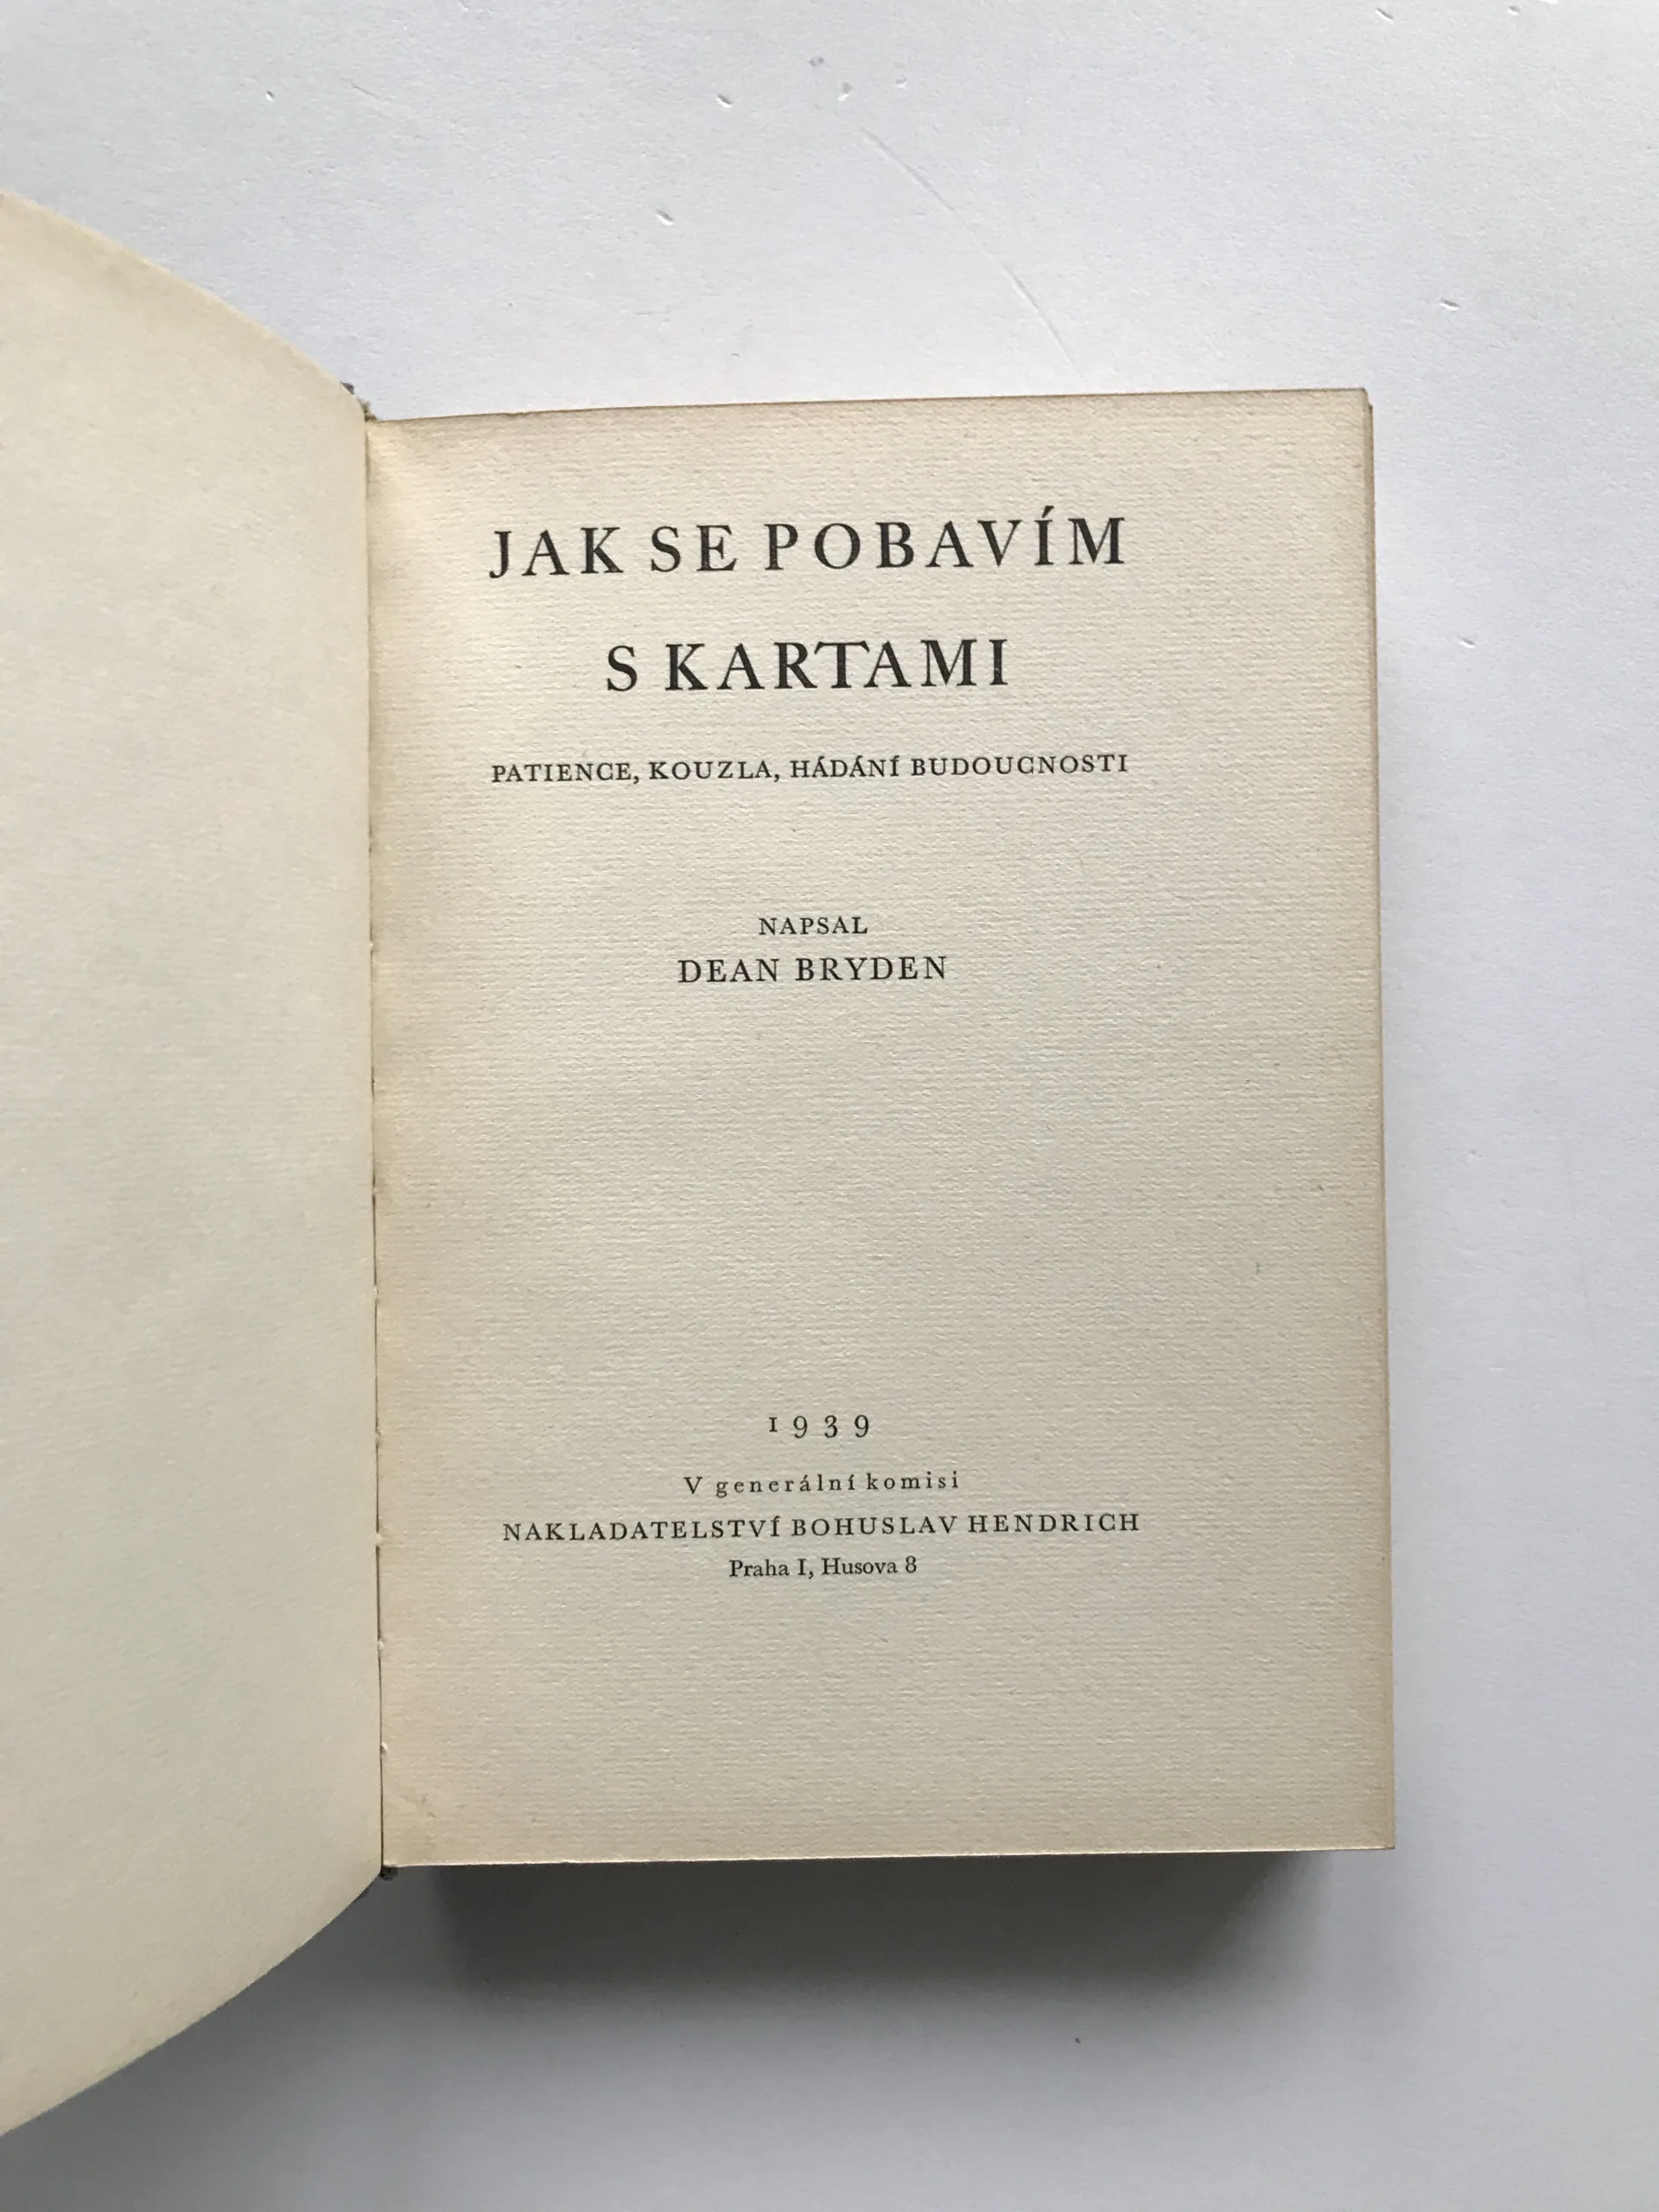 JAK SE POBAVÍM
S KARTAMI
PATIENCE, KOUZLA, HÁDÁNÍ BUDOUCNOSTI
NAPSAL
DEAN BRYDEN
1939
V generální komisi
NAKLADATELSTVÍ BOHUSLAV HENDRICH
Praha I, Husova 8